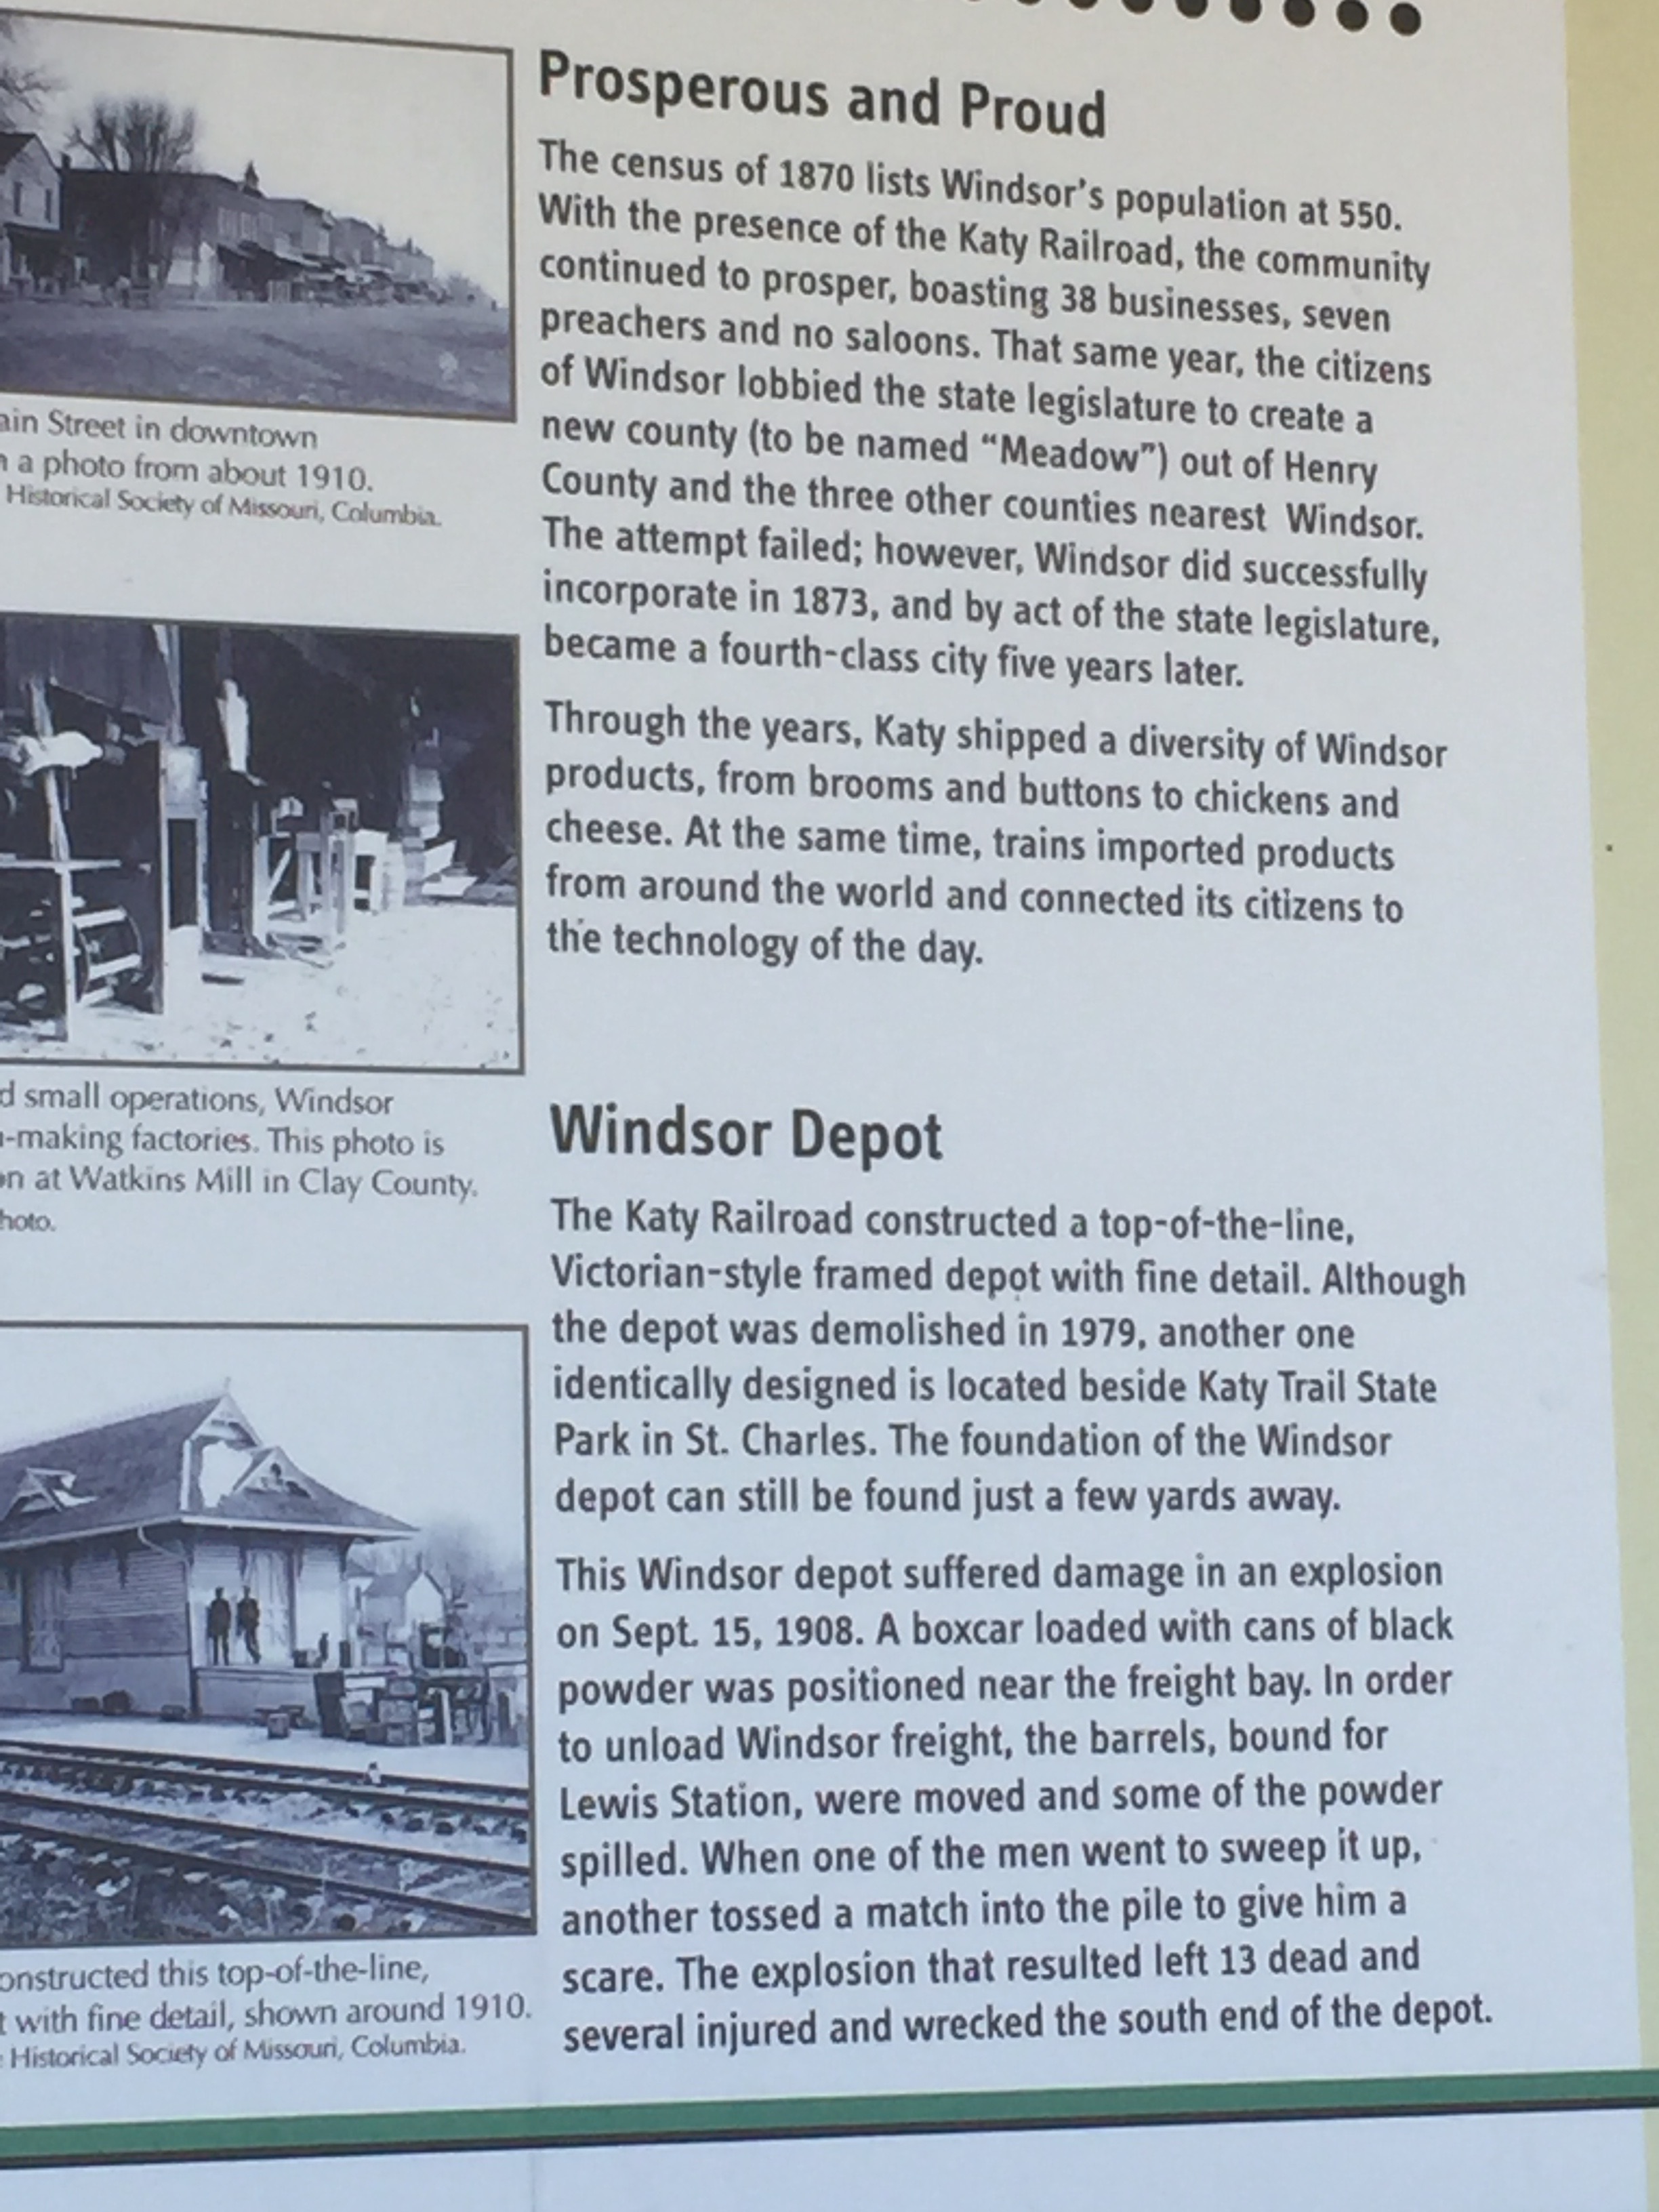 Prosperous and Proud
The census of 1870 lists Windsor's population at 550.
With the presence of the Katy Railroad, the community
continued to prosper, boasting 38 businesses, seven
preachers and no saloons. That same year, the citizens
of Windsor lobbied the state legislature to create a
new county (to be named “Meadow”) out of Henry
County and the three other counties nearest Windsor.
The attempt failed; however, Windsor did successfully
incorporate in 1873, and by act of the state legislature,
became a fourth-class city five years later.
Through the years, Katy shipped a diversity of Windsor
products, from brooms and buttons to chickens and
cheese. At the same time, trains imported products
from around the world and connected its citizens to
the technology of the day.
Windsor Depot
The Katy Railroad constructed a top-of-the-line,
Victorian-style framed depot with fine detail. Although
the depot was demolished in 1979, another one
identically designed is located beside Katy Trail State
Park in St. Charles. The foundation of the Windsor
depot can still be found just a few yards away.
This Windsor depot suffered damage in an explosion
on Sept. 15, 1908. A boxcar loaded with cans of black
powder was positioned near the freight bay. In order
to unload Windsor freight, the barrels, bound for
Lewis Station, were moved and some of the powder
spilled. When one of the men went to sweep it up,
another tossed a match into the pile to give him a
scare. The explosion that resulted left 13 dead and
several injured and wrecked the south end of the depot.
ain Street in downtown
a photo from about 1910.
Historical Society of Missouri, Columbia.
d small operations, Windsor
-making factories. This photo is
on at Watkins Mill in Clay County.
hoto.
onstructed this top-of-the-line,
t with fine detail, shown around 1910.
Historical Society of Missouri, Columbia.